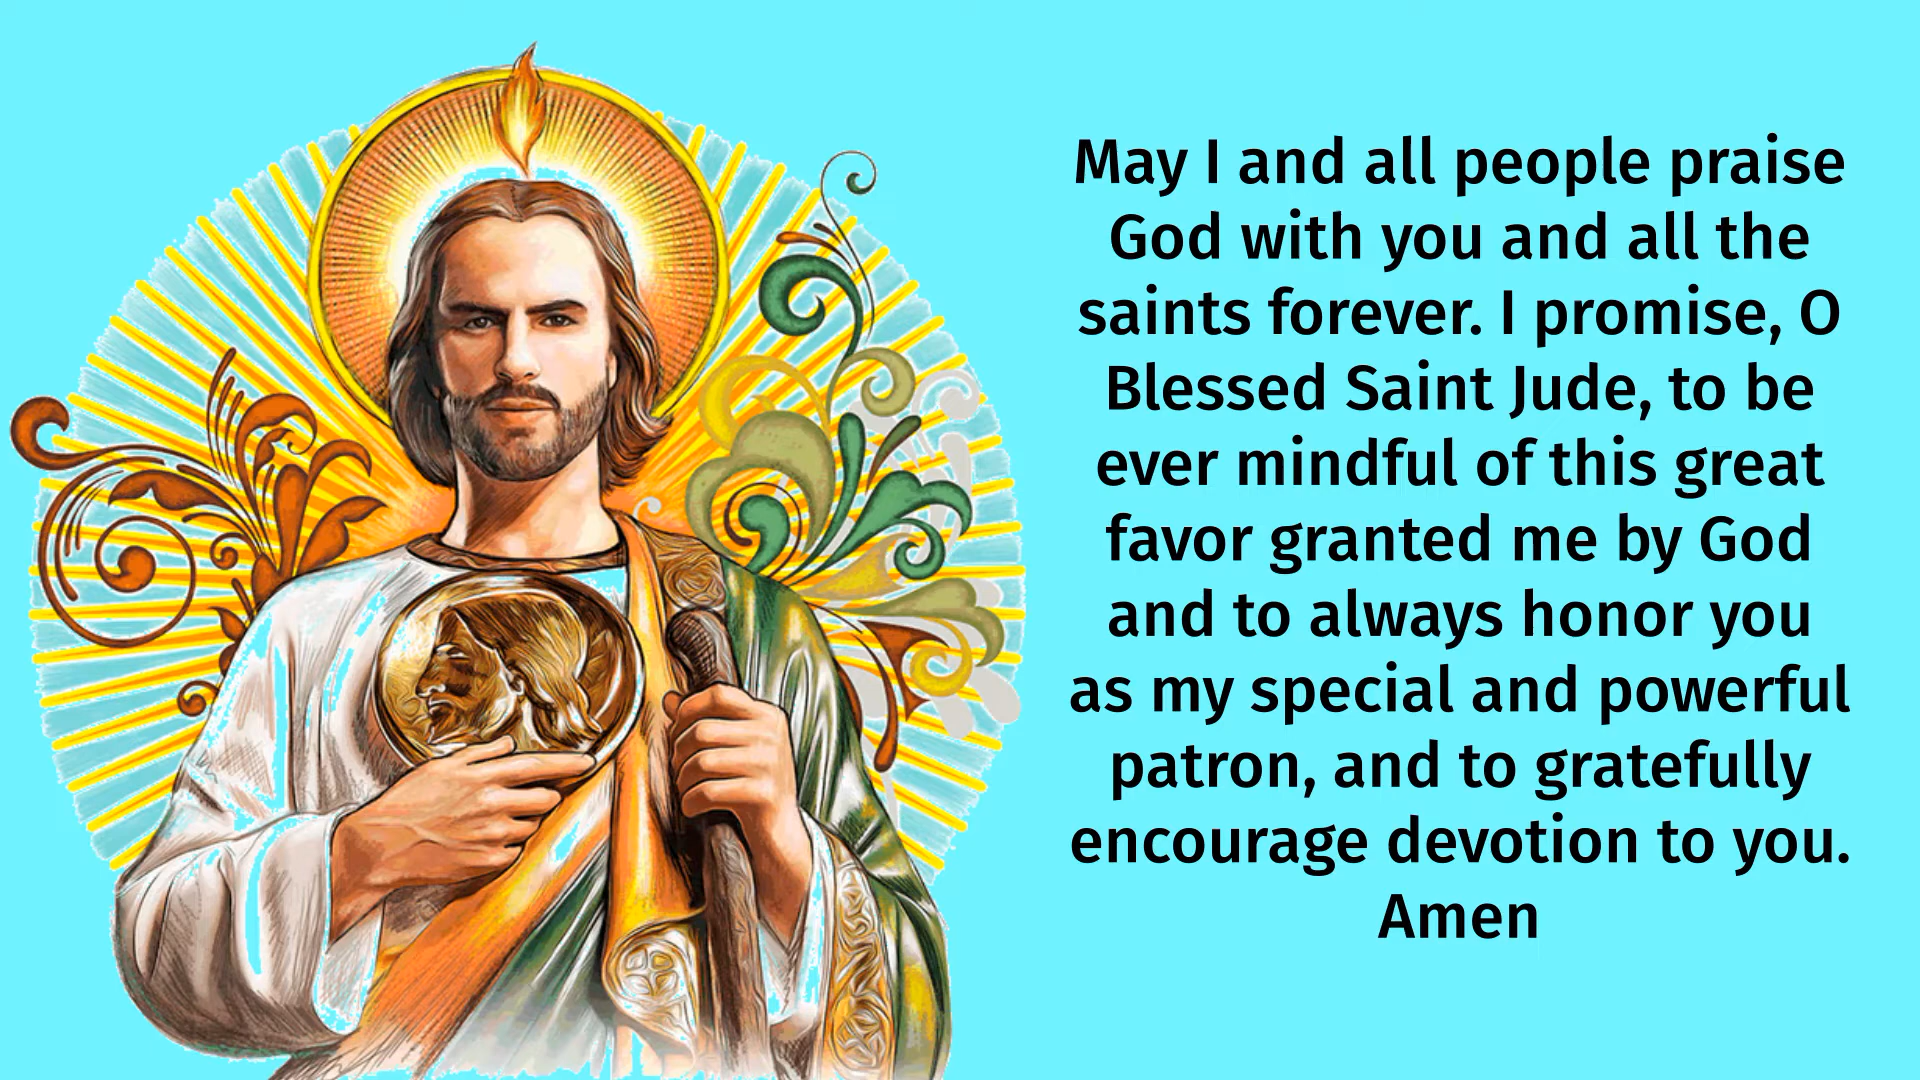 May I and all people praise
God with you and all the
saints forever. I promise, O
Blessed Saint Jude, to be
ever mindful of this great
favor granted me by God
and to always honor you
as my special and powerful
patron, and to gratefully
encourage devotion to you.
Amen